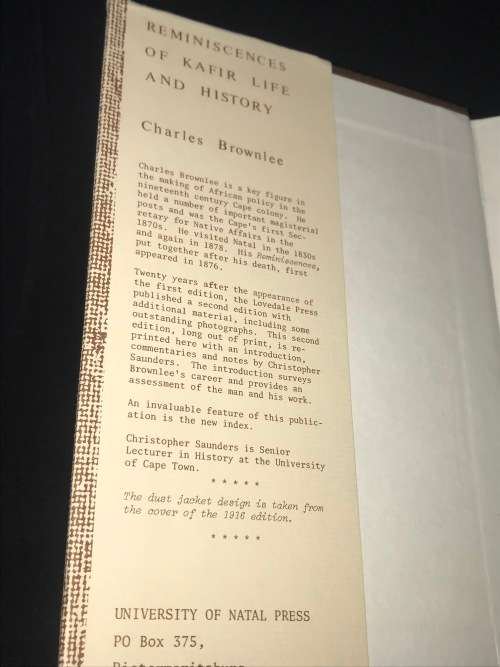 REMINISCENCES
OF KAFIR LIFE
AND HISTORY
Charles Brownlee
Charles Brownlee is a key figure in
the making of African policy in the
nineteenth century Cape colony. He
held a number of important magisterial
posts and was the Cape's first Sec-
retary for Native Affairs in the
1870s. He visited Natal in the 1830s
and again in 1878. His Reminiscences,
put together after his death, first
appeared in 1876.
Twenty years after the appearance of
the first edition, the Lovedale Press
published a second edition with
additional material, including some
outstanding photographs. This second
edition, long out of print, is re-
printed here with an introduction,
commentaries and notes by Christopher
Saunders. The introduction surveys
Brownlee's career and provides an
assessment of the man and his work.
An invaluable feature of this public-
ation is the new index.
Christopher Saunders is Senior
Lecturer in History at the University
of Cape Town.
* * * * *
The dust jacket design is taken from
the cover of the 1916 edition.
* * * * *
UNIVERSITY OF NATAL PRESS
PO Box 375,